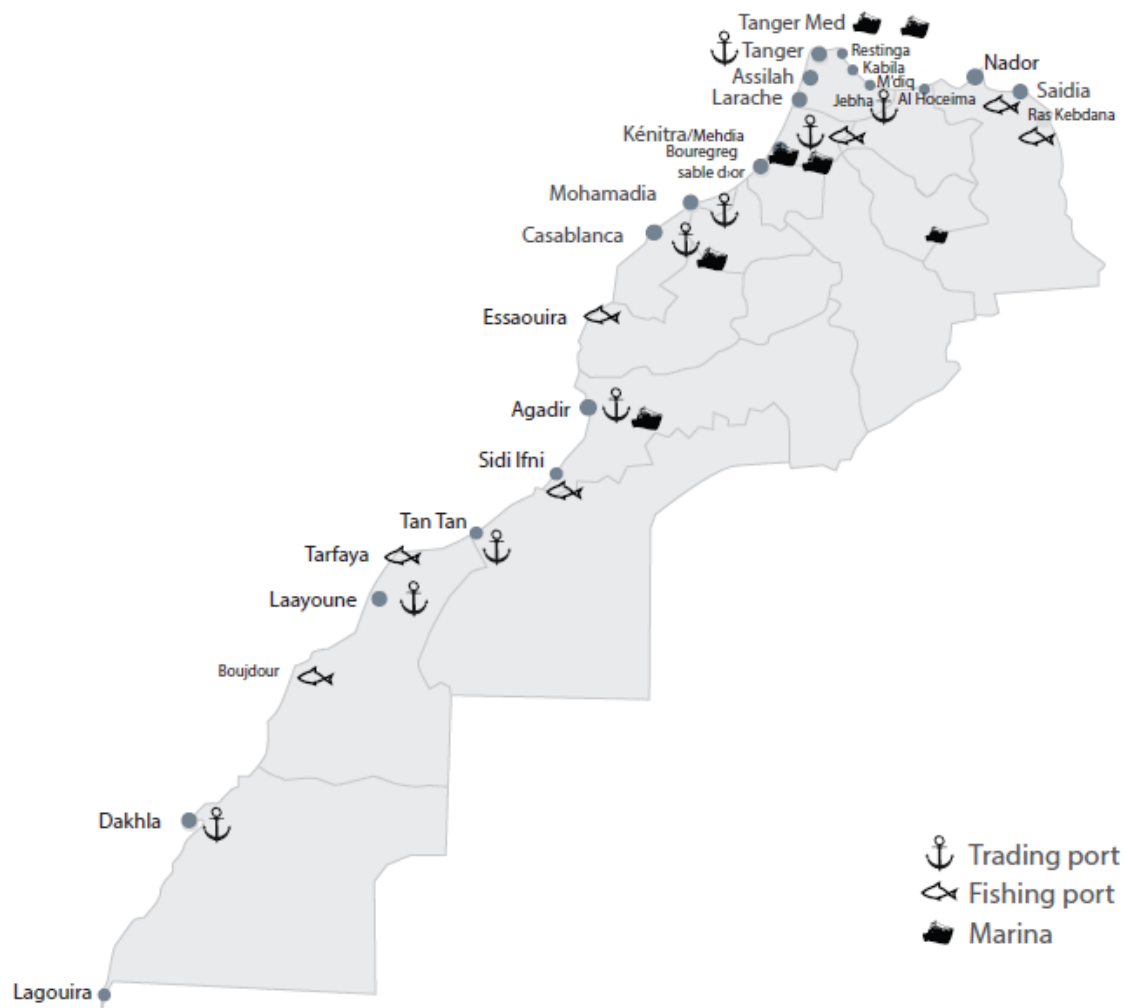 Tanger Med
Tanger
Restinga
Kabila
M'diq
Assilah
Nador
Larache
Jebha
Al Hoceima
Saidia
Ras Kebdana
Kénitra/Mehdia
Bouregreg
sable d›or
Mohamadia
Casablanca
Essaouira
Agadir
Sidi Ifni
Tan Tan
Tarfaya
Laayoune
Boujdour
Dakhla
Lagouira
Trading port
Fishing port
Marina